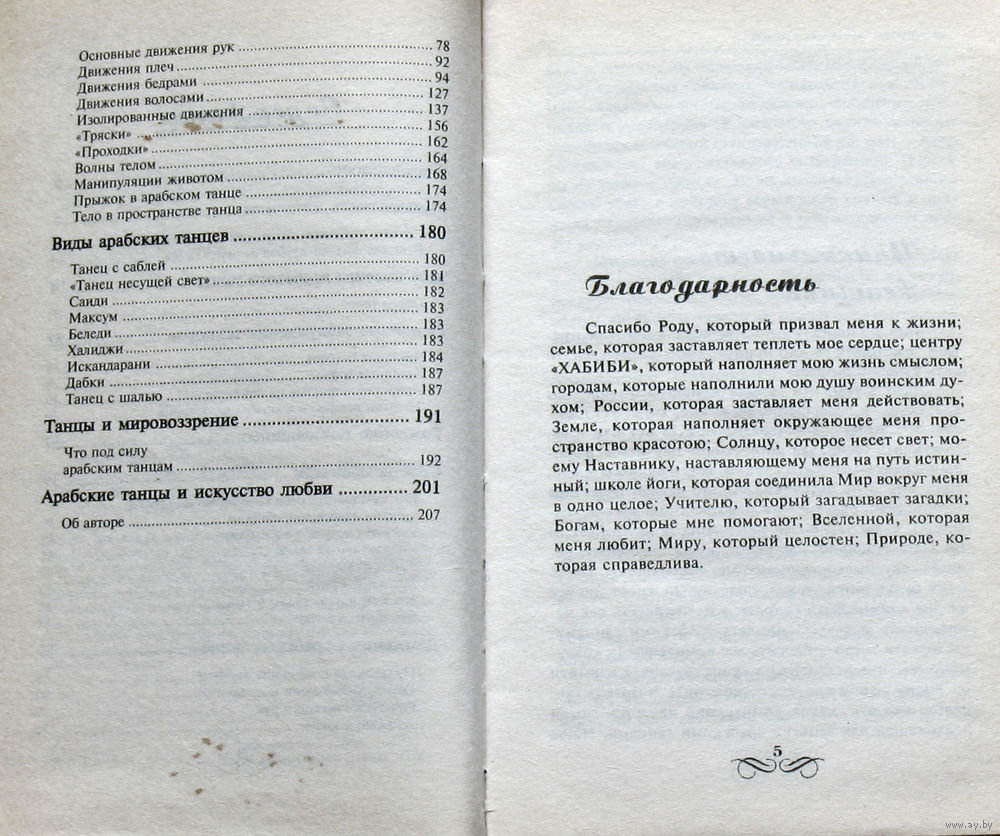 Основные движения рук ........ 78
Движения плеч ........ 92
Движения бедрами ........ 94
Движения волосами ........ 127
Изолированные движения ........ 137
«Тряски» ........ 156
«Проходки» ........ 162
Волны телом ........ 164
Манипуляции животом ........ 168
Прыжок в арабском танце ........ 174
Тело в пространстве танца ........ 174
Виды арабских танцев ........ 180
Танец с саблей ........ 180
«Танец несущей свет» ........ 181
Саиди ........ 182
Максум ........ 183
Беледи ........ 183
Халиджи ........ 183
Искандарани ........ 184
Дабки ........ 187
Танец с шалью ........ 187
Танцы и мировоззрение ........ 191
Что под силу
арабским танцам ........ 192
Арабские танцы и искусство любви ........ 201
Об авторе ........ 207
Благодарность
Спасибо Роду, который призвал меня к жизни;
семье, которая заставляет теплеть мое сердце; центру
«ХАБИБИ», который наполняет мою жизнь смыслом;
городам, которые наполнили мою душу воинским ду-
хом; России, которая заставляет меня действовать;
Земле, которая наполняет окружающее меня про-
странство красотою; Солнцу, которое несет свет; мо-
ему Наставнику, наставляющему меня на путь истин-
ный; школе йоги, которая соединила Мир вокруг меня
в одно целое; Учителю, который загадывает загадки;
Богам, которые мне помогают; Вселенной, которая
меня любит; Миру, который целостен; Природе, ко-
торая справедлива.
5
www.ay.by